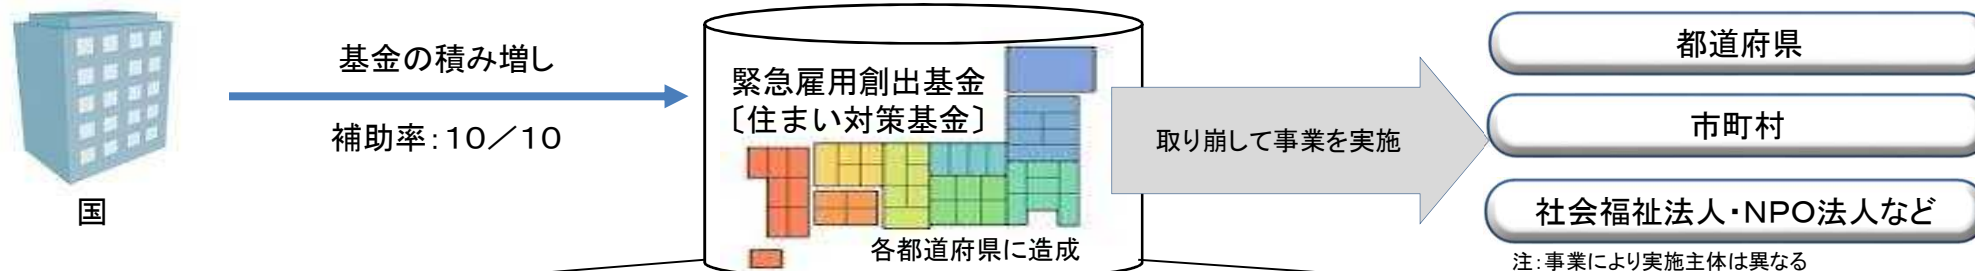 国
基金の積み増し
補助率：１０／１０
緊急雇用創出基金
〔住まい対策基金〕
各都道府県に造成
取り崩して事業を実施
都道府県
市町村
社会福祉法人・ＮＰＯ法人など
注：事業により実施主体は異なる